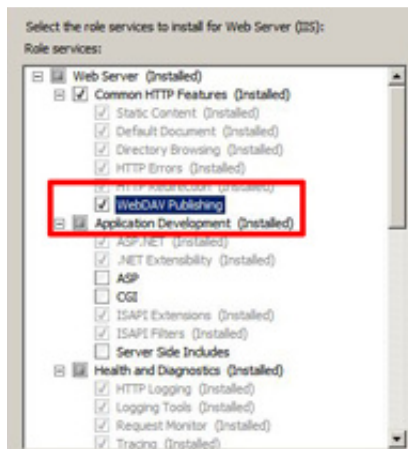 Select the role services to install for Web Server (IIS):
Role services:
Web Server (Installed)
Common HTTP Features (Installed)
Static Content (Installed)
Default Document (Installed)
Directory Browsing (Installed)
HTTP Errors (Installed)
HTTP Redirection (Installed)
WebDAV Publishing
Application Development (Installed)
ASP.NET (Installed)
.NET Extensibility (Installed)
ASP
CGI
ISAPI Extensions (Installed)
ISAPI Filters (Installed)
Server Side Includes
Health and Diagnostics (Installed)
HTTP Logging (Installed)
Logging Tools (Installed)
Request Monitor (Installed)
Tracing (Installed)